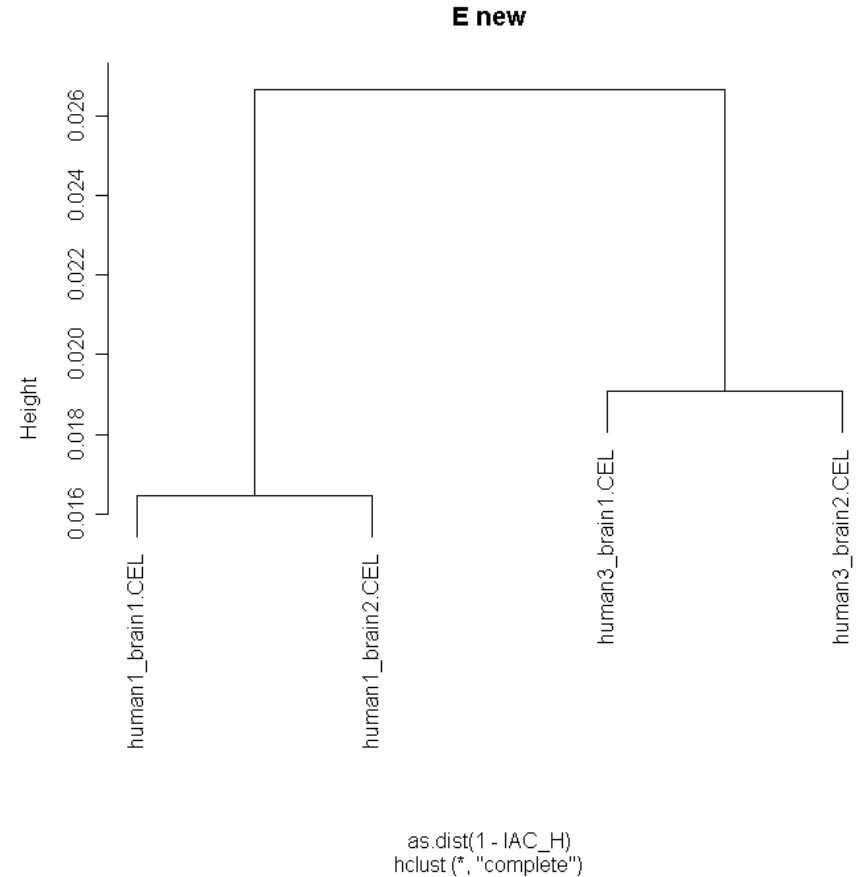 E new
0.026
0.024
0.022
0.020
0.018
0.016
Height
human1_brain1.CEL
human1_brain2.CEL
human3_brain1.CEL
human3_brain2.CEL
as.dist(1 - IAC_H)
hclust (*, "complete")